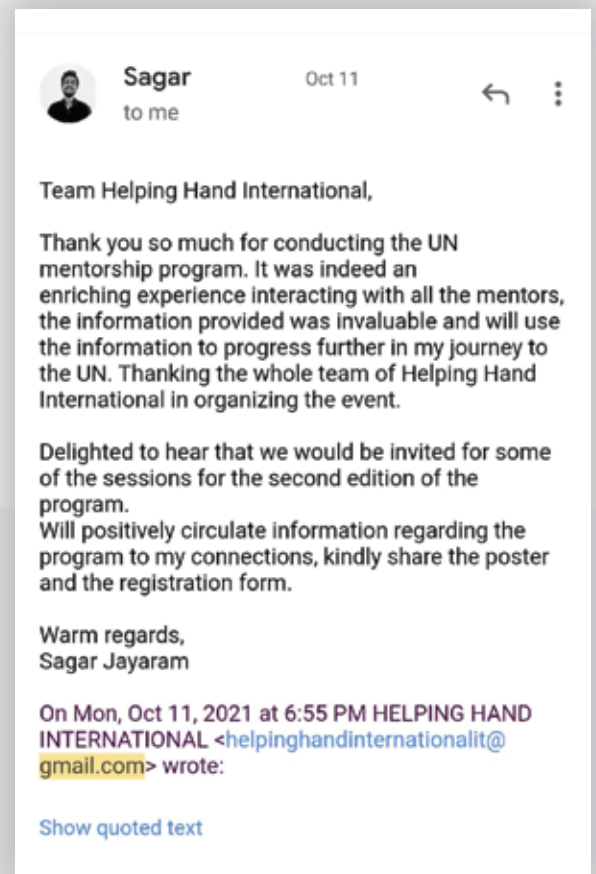 Sagar
Oct 11
to me
Team Helping Hand International,
Thank you so much for conducting the UN
mentorship program. It was indeed an
enriching experience interacting with all the mentors,
the information provided was invaluable and will use
the information to progress further in my journey to
the UN. Thanking the whole team of Helping Hand
International in organizing the event.
Delighted to hear that we would be invited for some
of the sessions for the second edition of the
program.
Will positively circulate information regarding the
program to my connections, kindly share the poster
and the registration form.
Warm regards,
Sagar Jayaram
On Mon, Oct 11, 2021 at 6:55 PM HELPING HAND
INTERNATIONAL <helpinghandinternationalit@
gmail.com> wrote:
Show quoted text